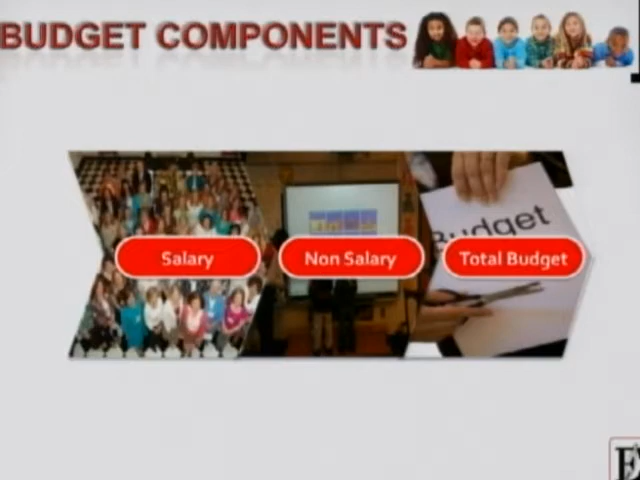 BUDGET COMPONENTS
Budget
Salary
Non Salary
Total Budget
E